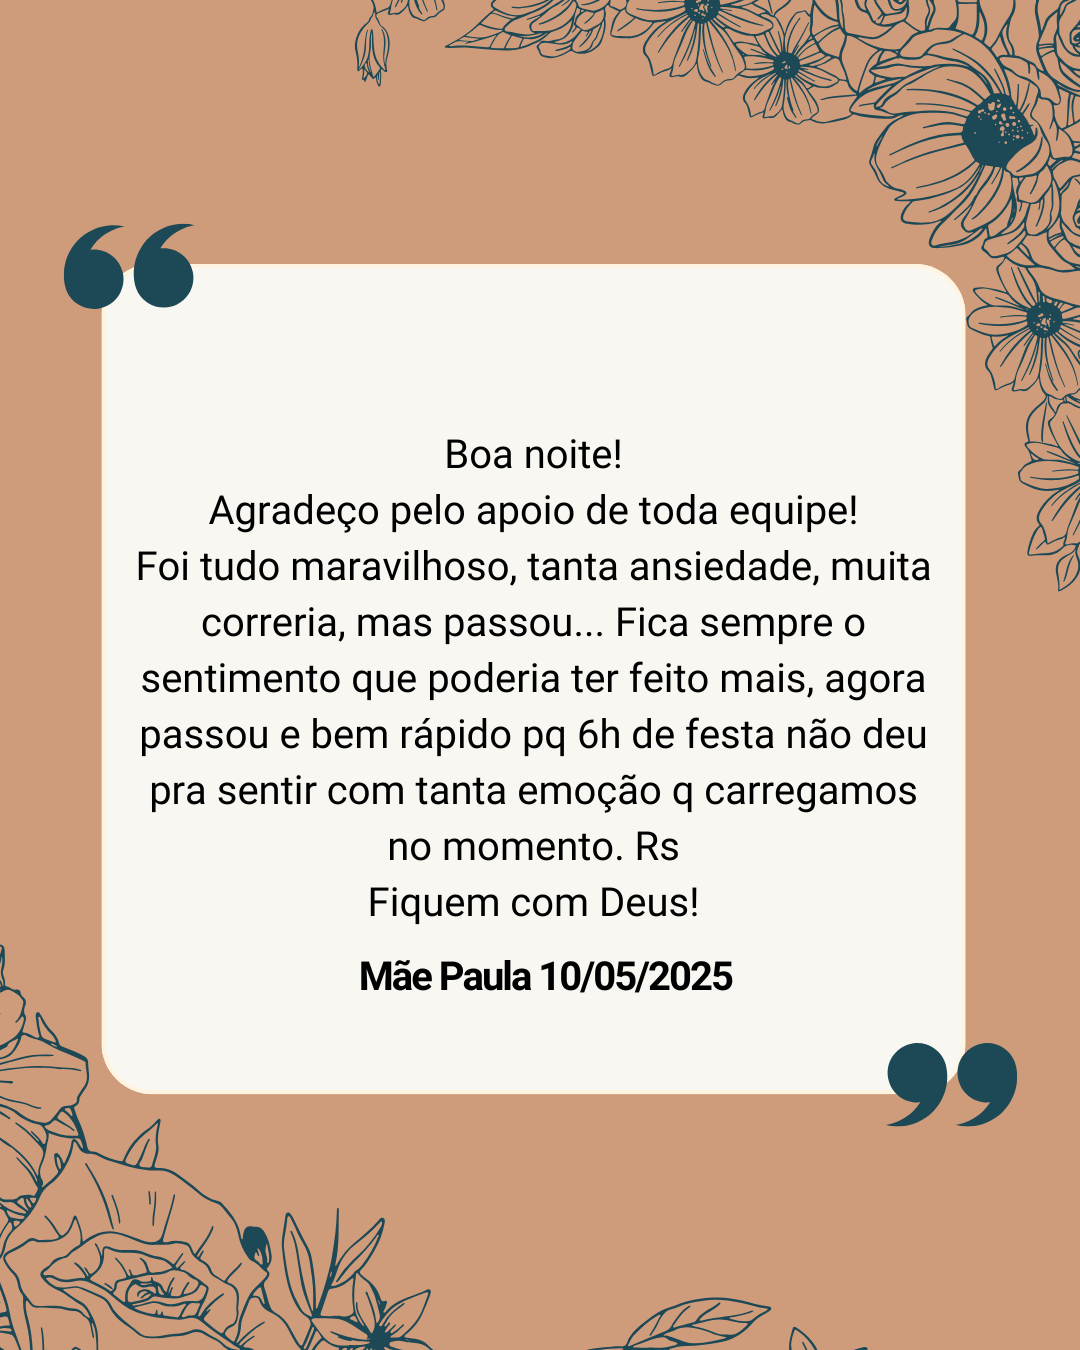 Boa noite!
Agradeço pelo apoio de toda equipe!
Foi tudo maravilhoso, tanta ansiedade, muita
correria, mas passou... Fica sempre o
sentimento que poderia ter feito mais, agora
passou e bem rápido pq 6h de festa não deu
pra sentir com tanta emoção q carregamos
no momento. Rs
Fiquem com Deus!
Mãe Paula 10/05/2025